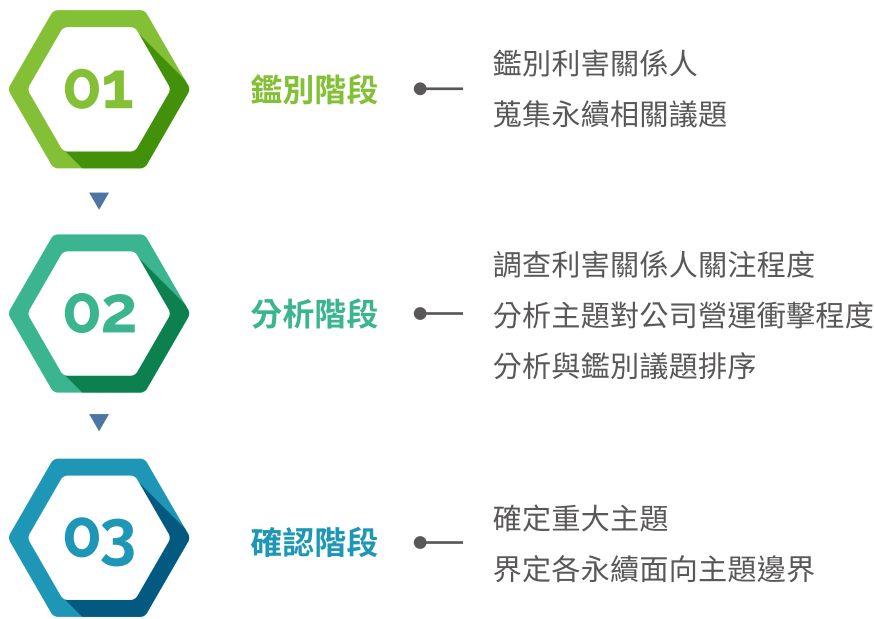 01
鑑別階段
鑑別利害關係人
蒐集永續相關議題
02
分析階段
調查利害關係人關注程度
分析主題對公司營運衝擊程度
分析與鑑別議題排序
03
確認階段
確定重大主題
界定各永續面向主題邊界